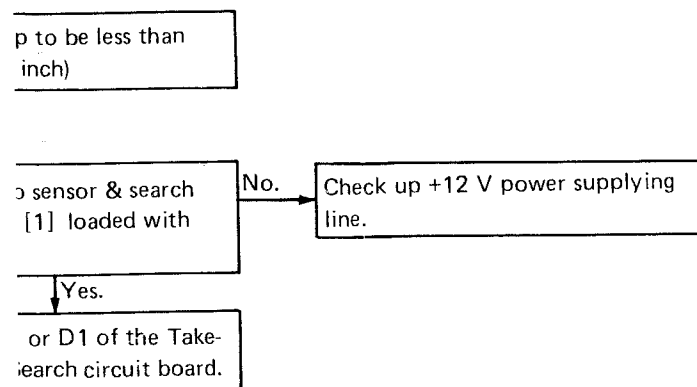 to be less than
inch)
sensor & search
[1] loaded with
No.
Check up +12 V power supplying
line.
Yes.
or D1 of the Take-
Search circuit board.